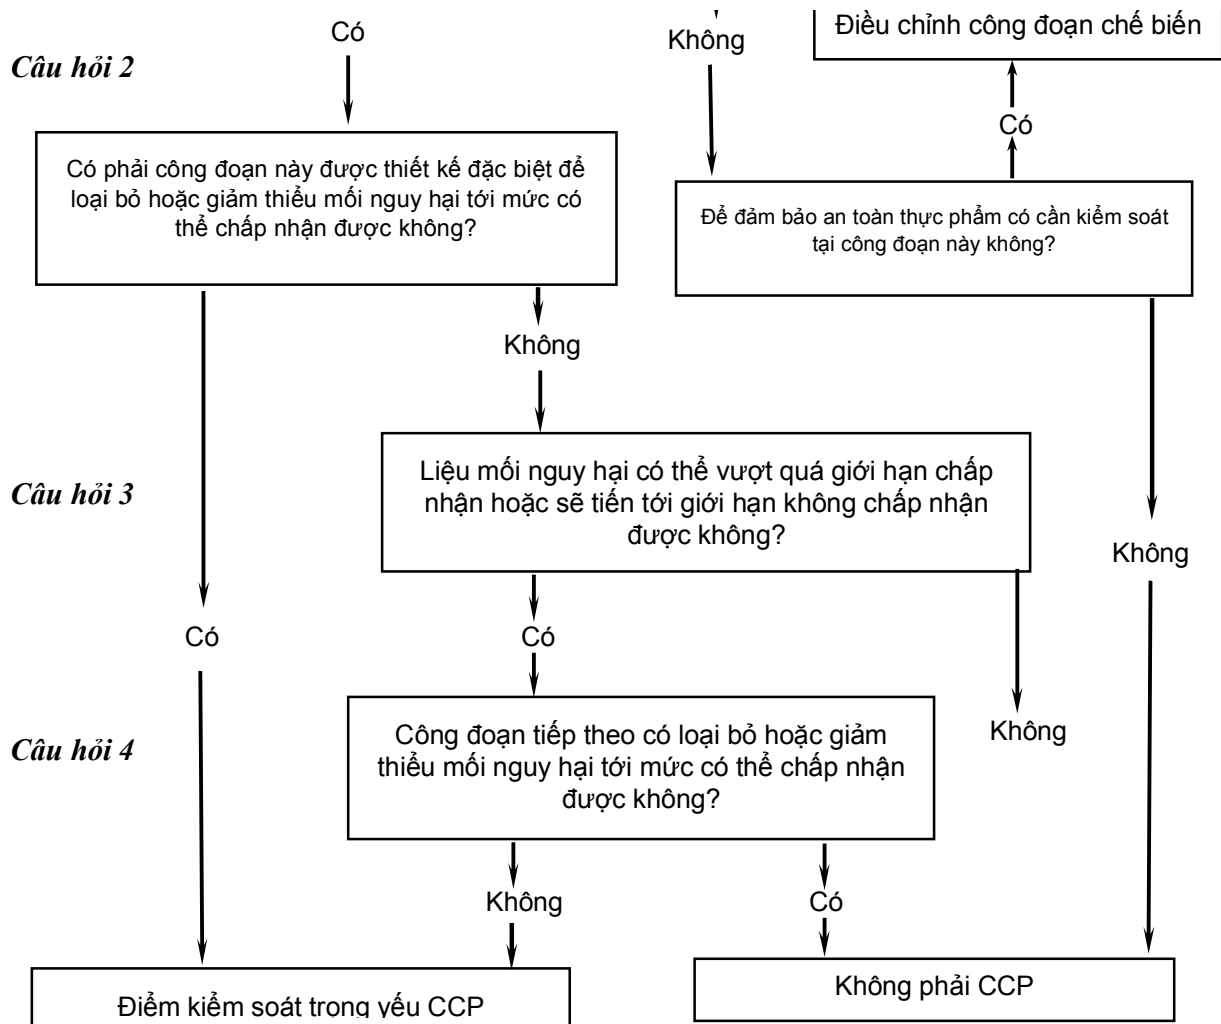 Có
Không
Điều chỉnh công đoạn chế biến
Câu hỏi 2
Có
Có phải công đoạn này được thiết kế đặc biệt để
loại bỏ hoặc giảm thiểu mối nguy hại tới mức có
thể chấp nhận được không?
Để đảm bảo an toàn thực phẩm có cần kiểm soát
tại công đoạn này không?
Không
Câu hỏi 3
Liệu mối nguy hại có thể vượt quá giới hạn chấp
nhận hoặc sẽ tiến tới giới hạn không chấp nhận
được không?
Không
Có
Có
Không
Câu hỏi 4
Công đoạn tiếp theo có loại bỏ hoặc giảm
thiểu mối nguy hại tới mức có thể chấp nhận
được không?
Không
Có
Điểm kiểm soát trọng yếu CCP
Không phải CCP